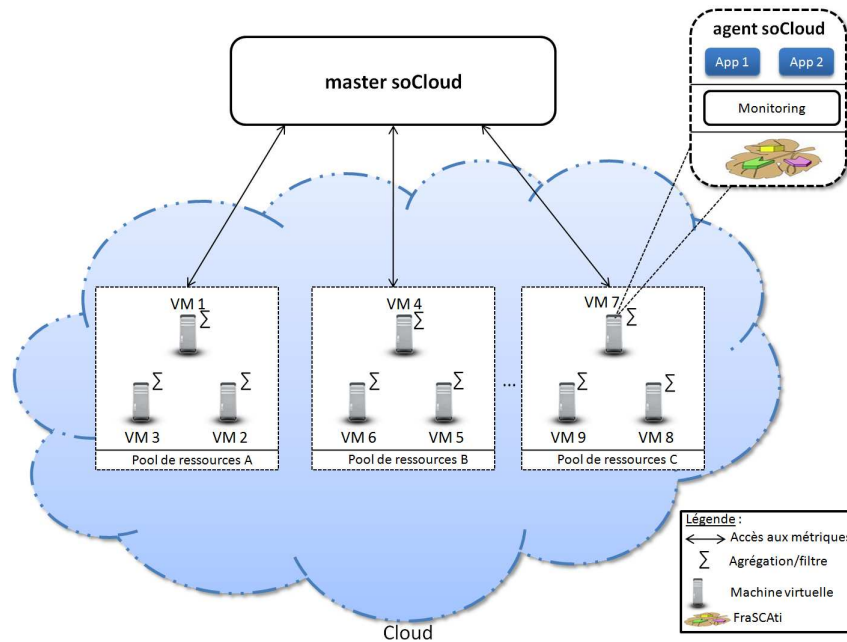 agent soCloud
App 1
App 2
Monitoring
master soCloud
VM 1
Σ
Σ
Σ
VM 3
VM 2
Pool de ressources A
VM 4
Σ
Σ
Σ
VM 6
VM 5
Pool de ressources B
...
VM 7
Σ
Σ
Σ
VM 9
VM 8
Pool de ressources C
Cloud
Légende :
Accès aux métriques
Σ Agrégation/filtre
Machine virtuelle
FraSCAti